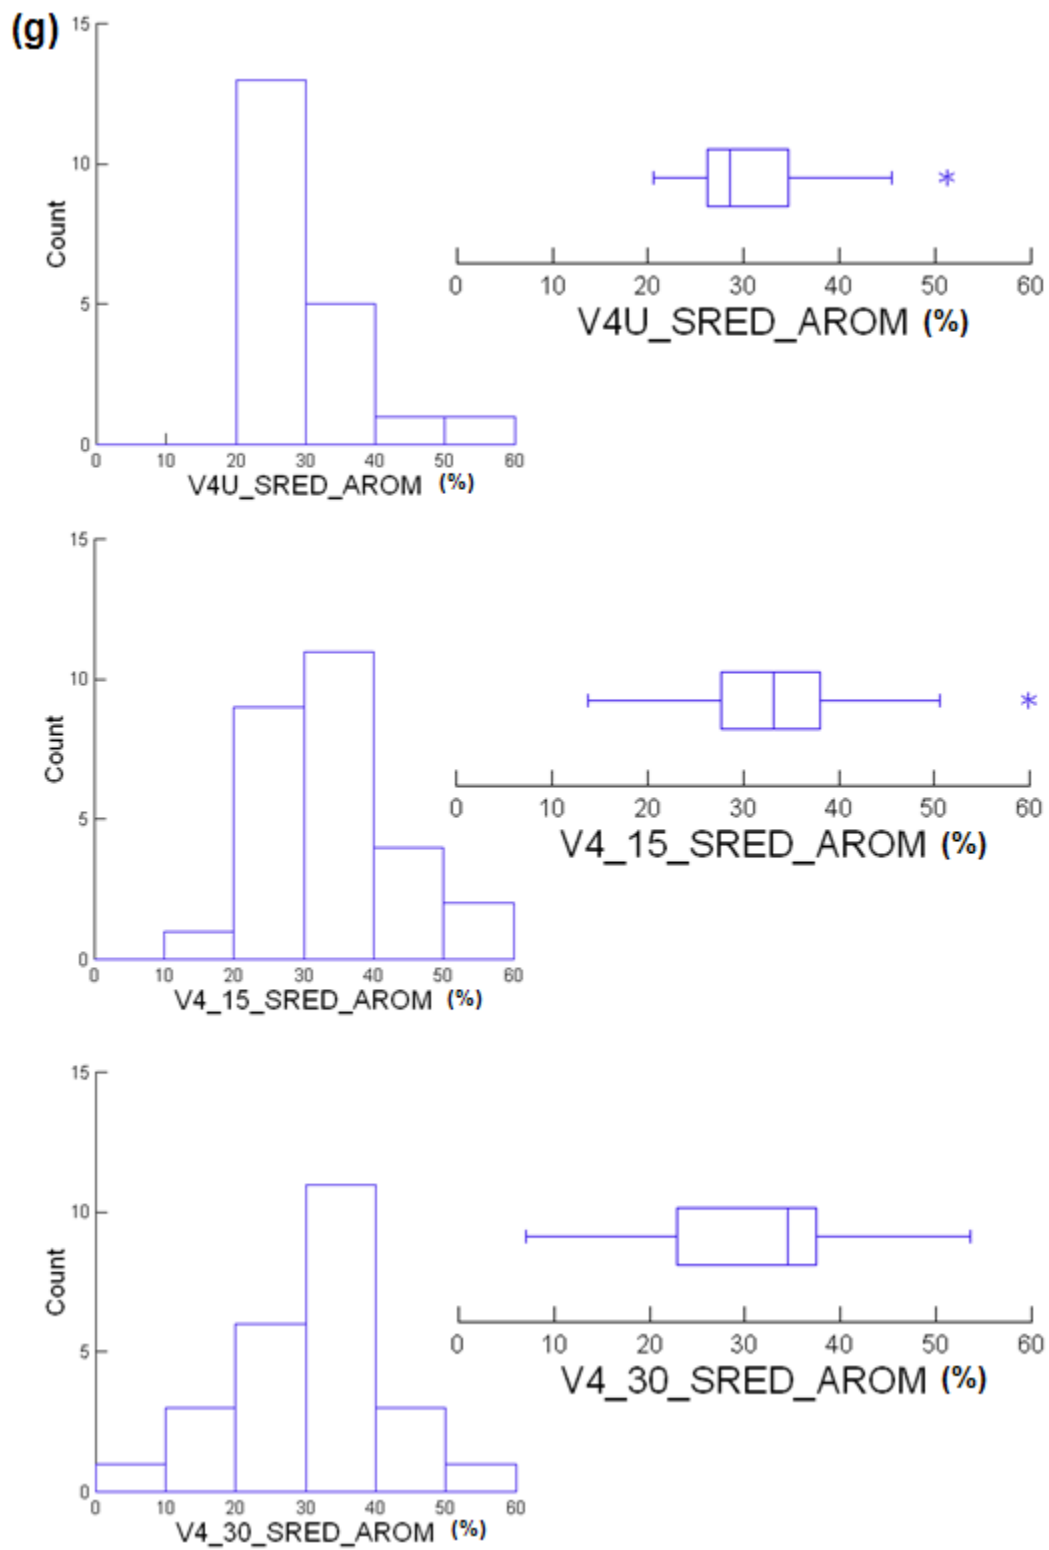 (g)
15
10
5
0
Count
0 10 20 30 40 50 60
V4U_SRED_AROM (%)
0 10 20 30 40 50 60
V4U_SRED_AROM (%)
15
10
5
0
Count
0 10 20 30 40 50 60
V4_15_SRED_AROM (%)
0 10 20 30 40 50 60
V4_15_SRED_AROM (%)
15
10
5
0
Count
0 10 20 30 40 50 60
V4_30_SRED_AROM (%)
0 10 20 30 40 50 60
V4_30_SRED_AROM (%)